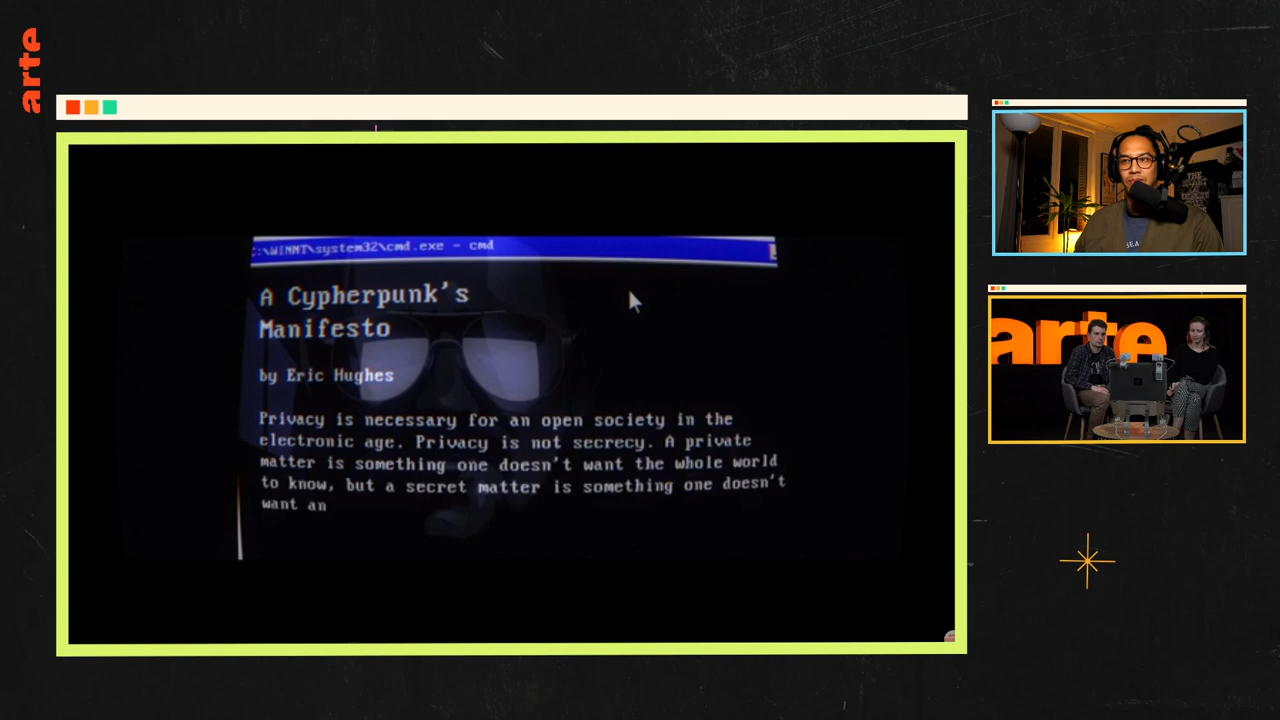 arte
:\WINNT\system32\cmd.exe - cmd
A Cypherpunk's
Manifesto
by Eric Hughes
Privacy is necessary for an open society in the
electronic age. Privacy is not secrecy. A private
matter is something one doesn't want the whole world
to know, but a secret matter is something one doesn't
want an
THE
SEA
arte